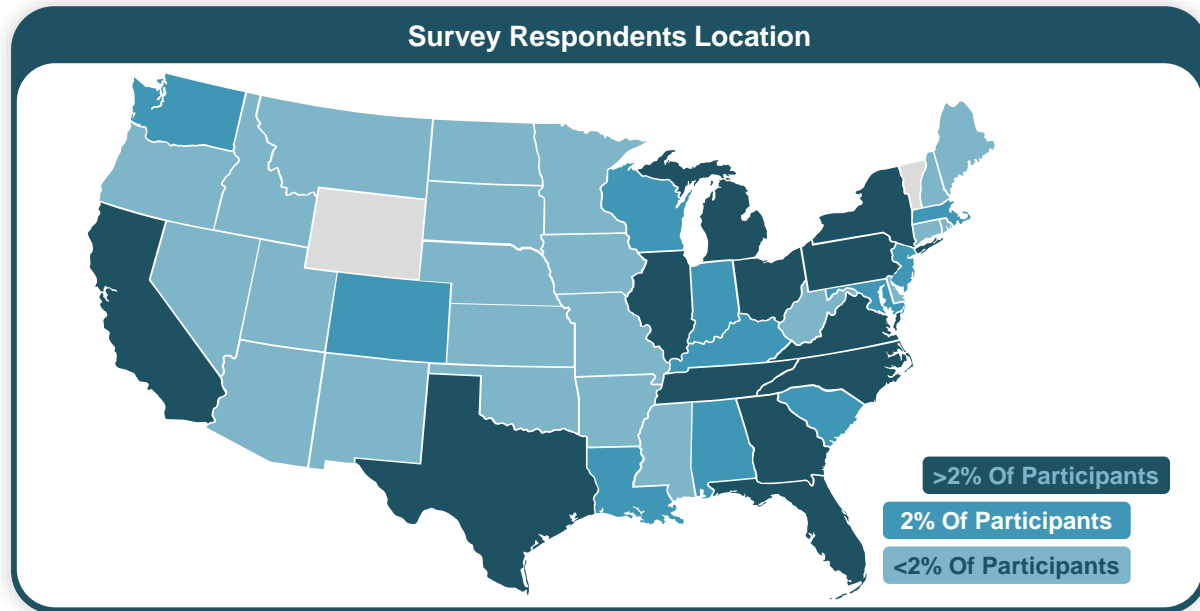 Survey Respondents Location
>2% Of Participants
2% Of Participants
<2% Of Participants